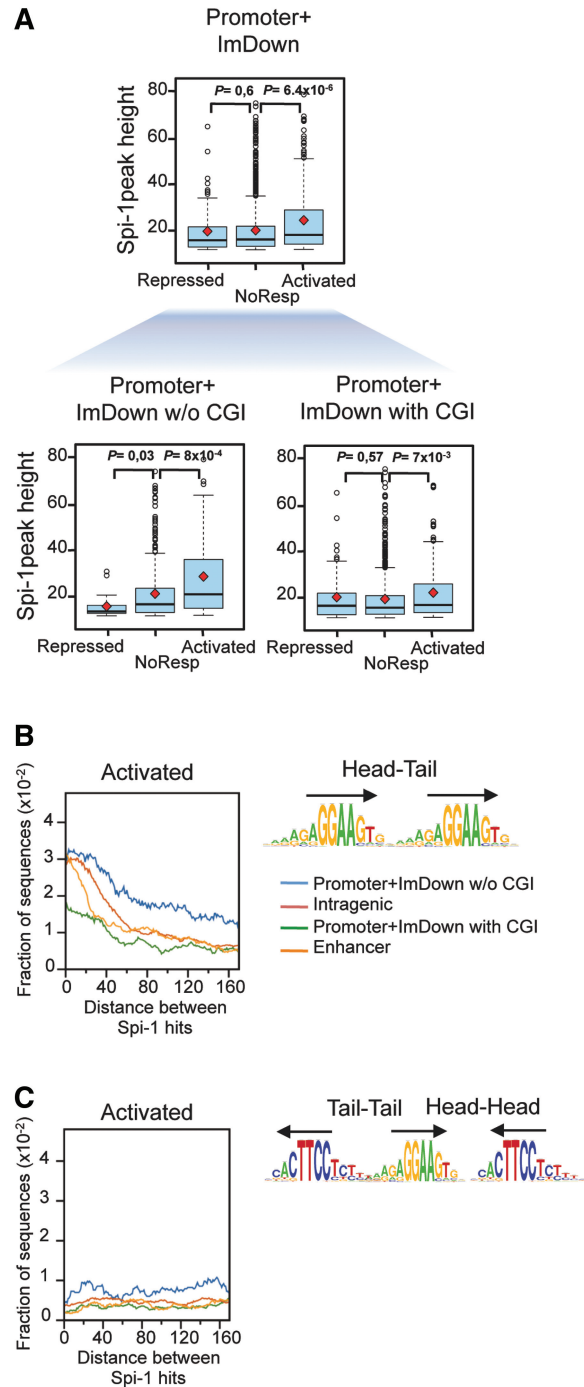 A
Promoter+
ImDown
P= 0,6 P= 6.4x10-6
Spi-1peak height
80
60
40
20
Repressed Activated
NoResp
Promoter+
ImDown w/o CGI
Promoter+
ImDown with CGI
P= 0,03 P= 8x10-4
P= 0,57 P= 7x10-3
Spi-1peak height
80
60
40
20
80
60
40
20
Repressed Activated
NoResp
Repressed Activated
NoResp
B
Activated
Head-Tail
Fraction of sequences (x10-2)
4
3
2
1
0
0 40 80 120 160
Distance between
Spi-1 hits
AAAGAGGAAGTG AAAGAGGAAGTG
Promoter+ImDown w/o CGI
Intragenic
Promoter+ImDown with CGI
Enhancer
C
Activated
Tail-Tail Head-Head
Fraction of sequences (x10-2)
4
3
2
1
0
0 40 80 120 160
Distance between
Spi-1 hits
CACTTCCTCTTT AAGAGGAAGTG CACTTCCTCTTT